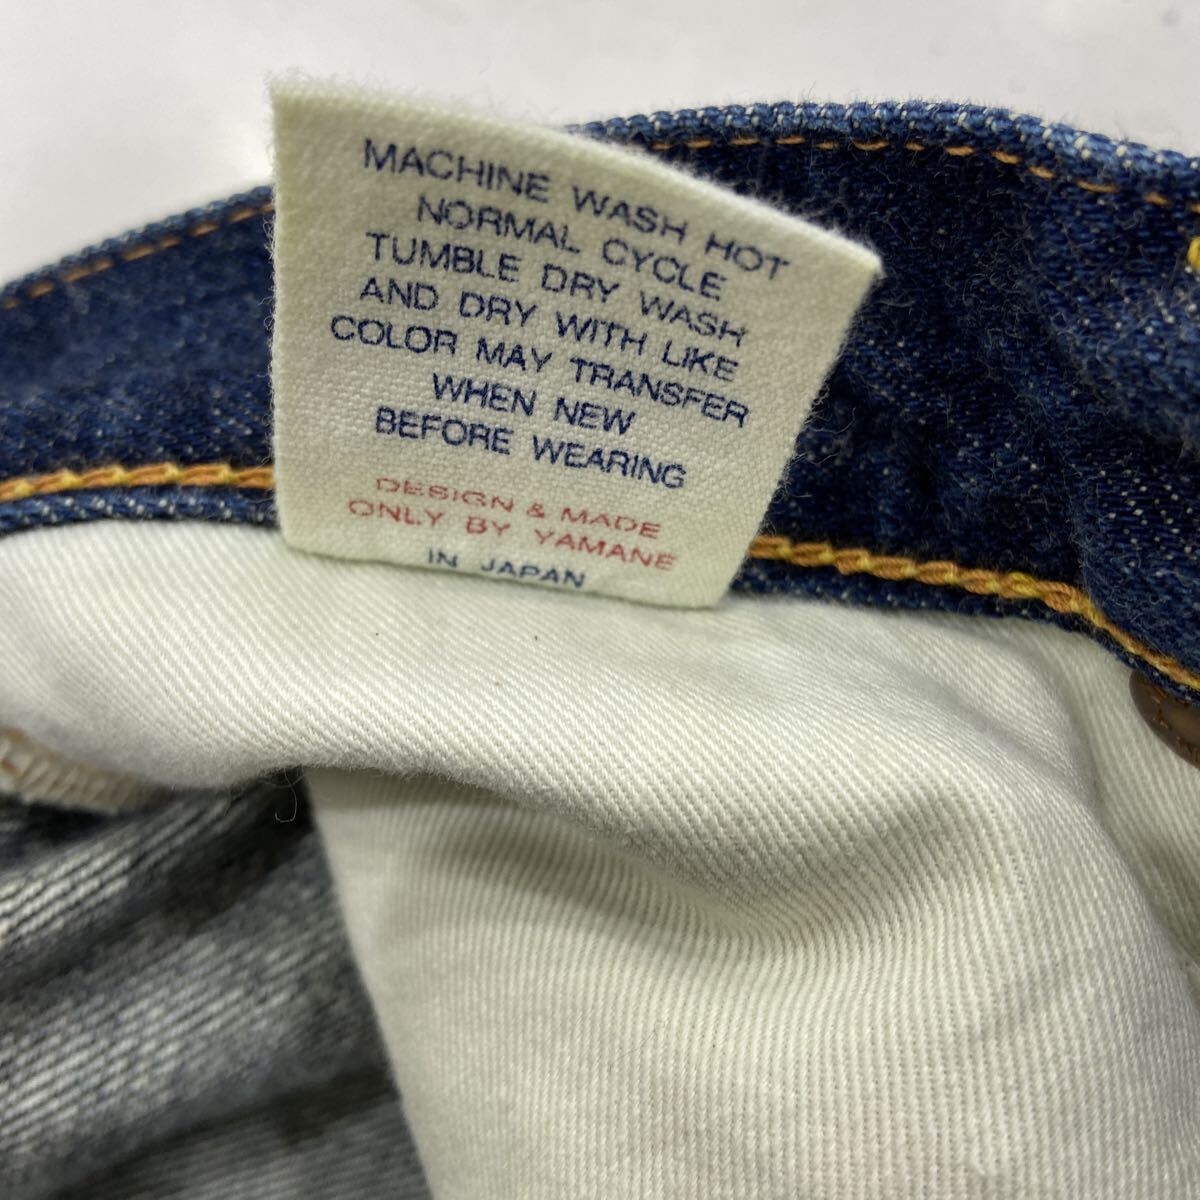 MACHINE WASH HOT
NORMAL CYCLE
TUMBLE DRY WASH
AND DRY WITH LIKE
COLOR MAY TRANSFER
WHEN NEW
BEFORE WEARING
DESIGN & MADE
ONLY BY YAMANE
IN JAPAN